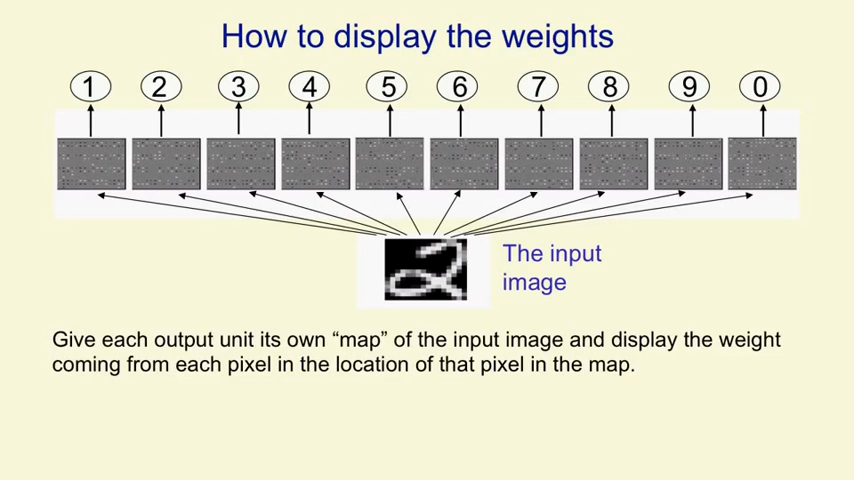 How to display the weights
1 2 3 4 5 6 7 8 9 0
The input
image
Give each output unit its own “map” of the input image and display the weight
coming from each pixel in the location of that pixel in the map.